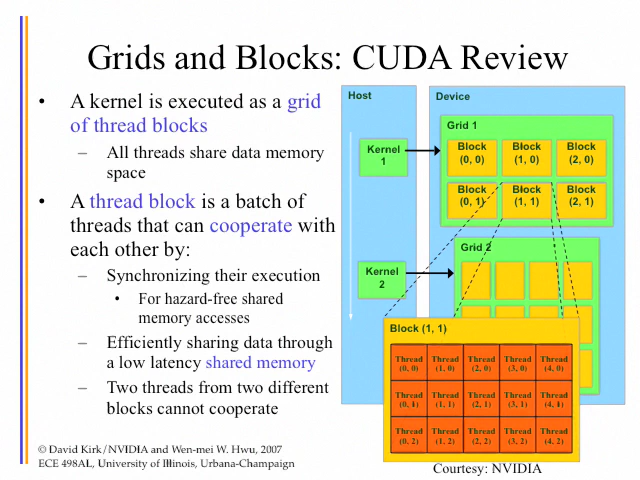 Grids and Blocks: CUDA Review
• A kernel is executed as a grid
of thread blocks
– All threads share data memory
space
• A thread block is a batch of
threads that can cooperate with
each other by:
– Synchronizing their execution
• For hazard-free shared
memory accesses
– Efficiently sharing data through
a low latency shared memory
– Two threads from two different
blocks cannot cooperate
Host
Kernel
1
Kernel
2
Device
Grid 1
Block
(0, 0)
Block
(1, 0)
Block
(2, 0)
Block
(0, 1)
Block
(1, 1)
Block
(2, 1)
Grid 2
Block (1, 1)
Thread
(0, 0)
Thread
(1, 0)
Thread
(2, 0)
Thread
(3, 0)
Thread
(4, 0)
Thread
(0, 1)
Thread
(1, 1)
Thread
(2, 1)
Thread
(3, 1)
Thread
(4, 1)
Thread
(0, 2)
Thread
(1, 2)
Thread
(2, 2)
Thread
(3, 2)
Thread
(4, 2)
© David Kirk/NVIDIA and Wen-mei W. Hwu, 2007
ECE 498AL, University of Illinois, Urbana-Champaign
Courtesy: NVIDIA